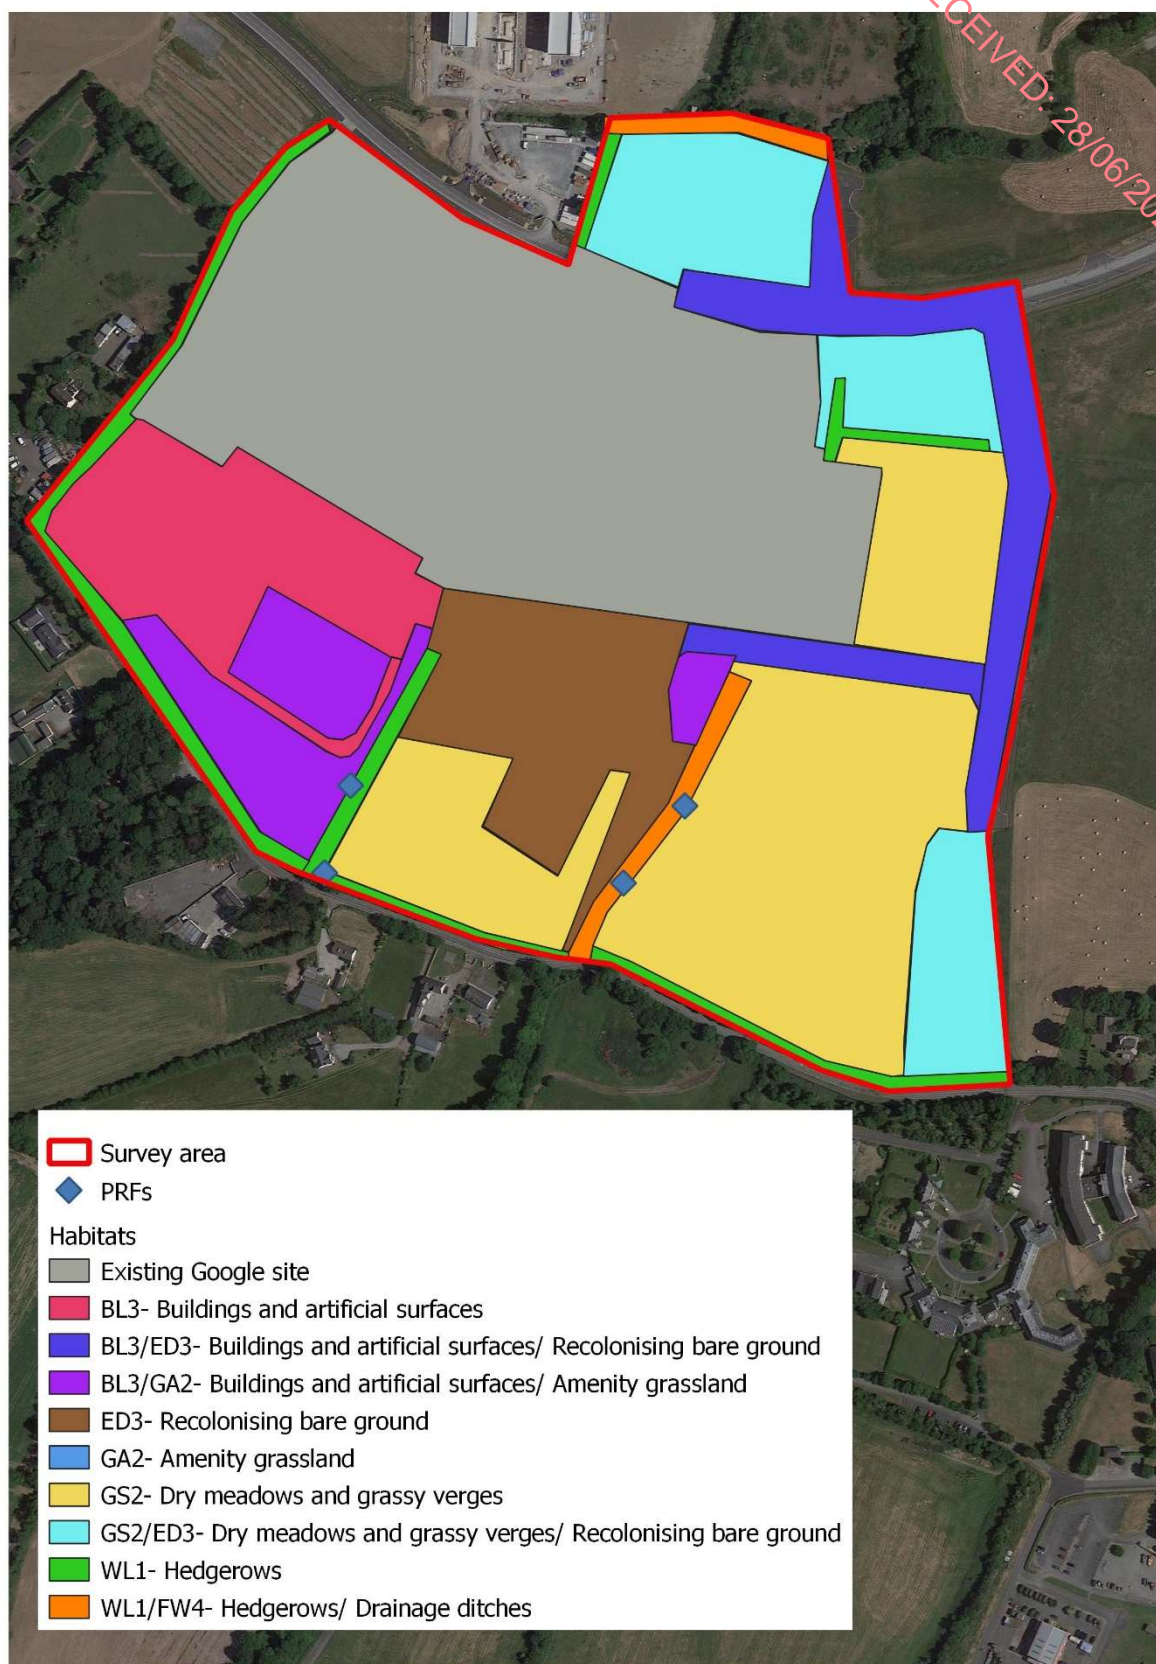 RECEIVED: 28/06/202
Survey area
PRFs
Habitats
Existing Google site
BL3- Buildings and artificial surfaces
BL3/ED3- Buildings and artificial surfaces/ Recolonising bare ground
BL3/GA2- Buildings and artificial surfaces/ Amenity grassland
ED3- Recolonising bare ground
GA2- Amenity grassland
GS2- Dry meadows and grassy verges
GS2/ED3- Dry meadows and grassy verges/ Recolonising bare ground
WL1- Hedgerows
WL1/FW4- Hedgerows/ Drainage ditches